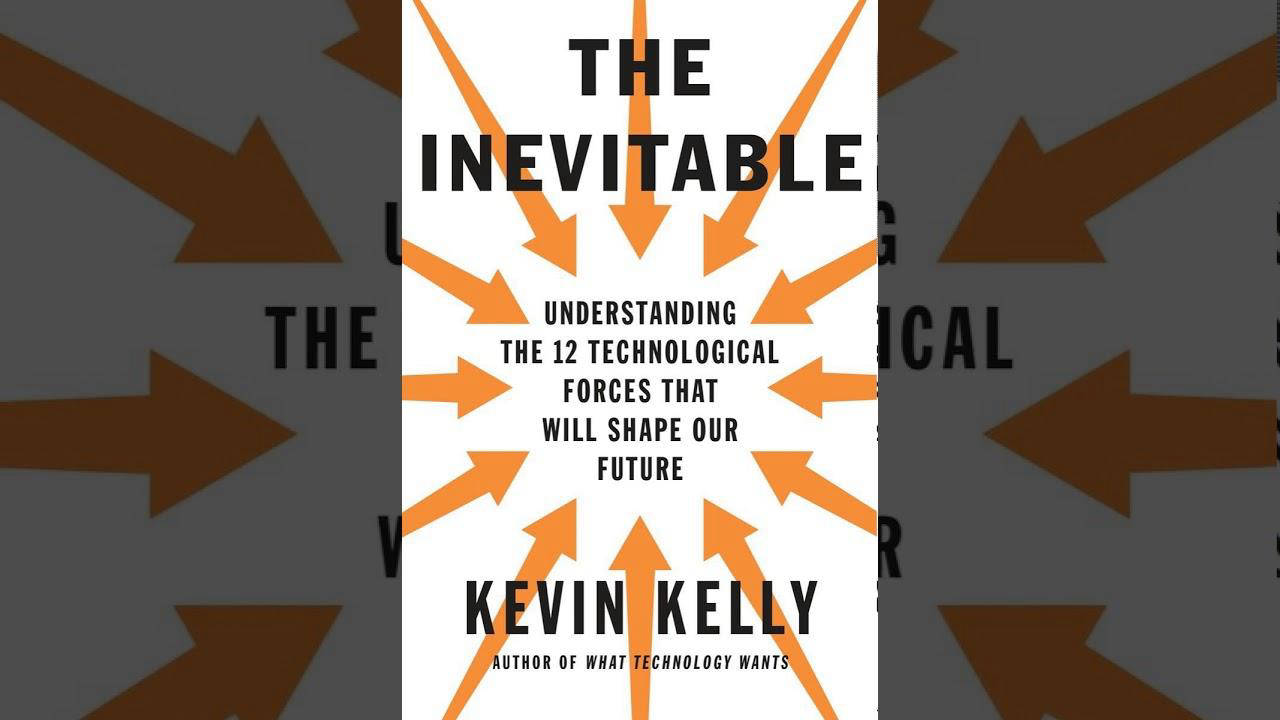 THE
INEVITABLE
UNDERSTANDING
THE 12 TECHNOLOGICAL
FORCES THAT
WILL SHAPE OUR
FUTURE
KEVIN KELLY
AUTHOR OF WHAT TECHNOLOGY WANTS